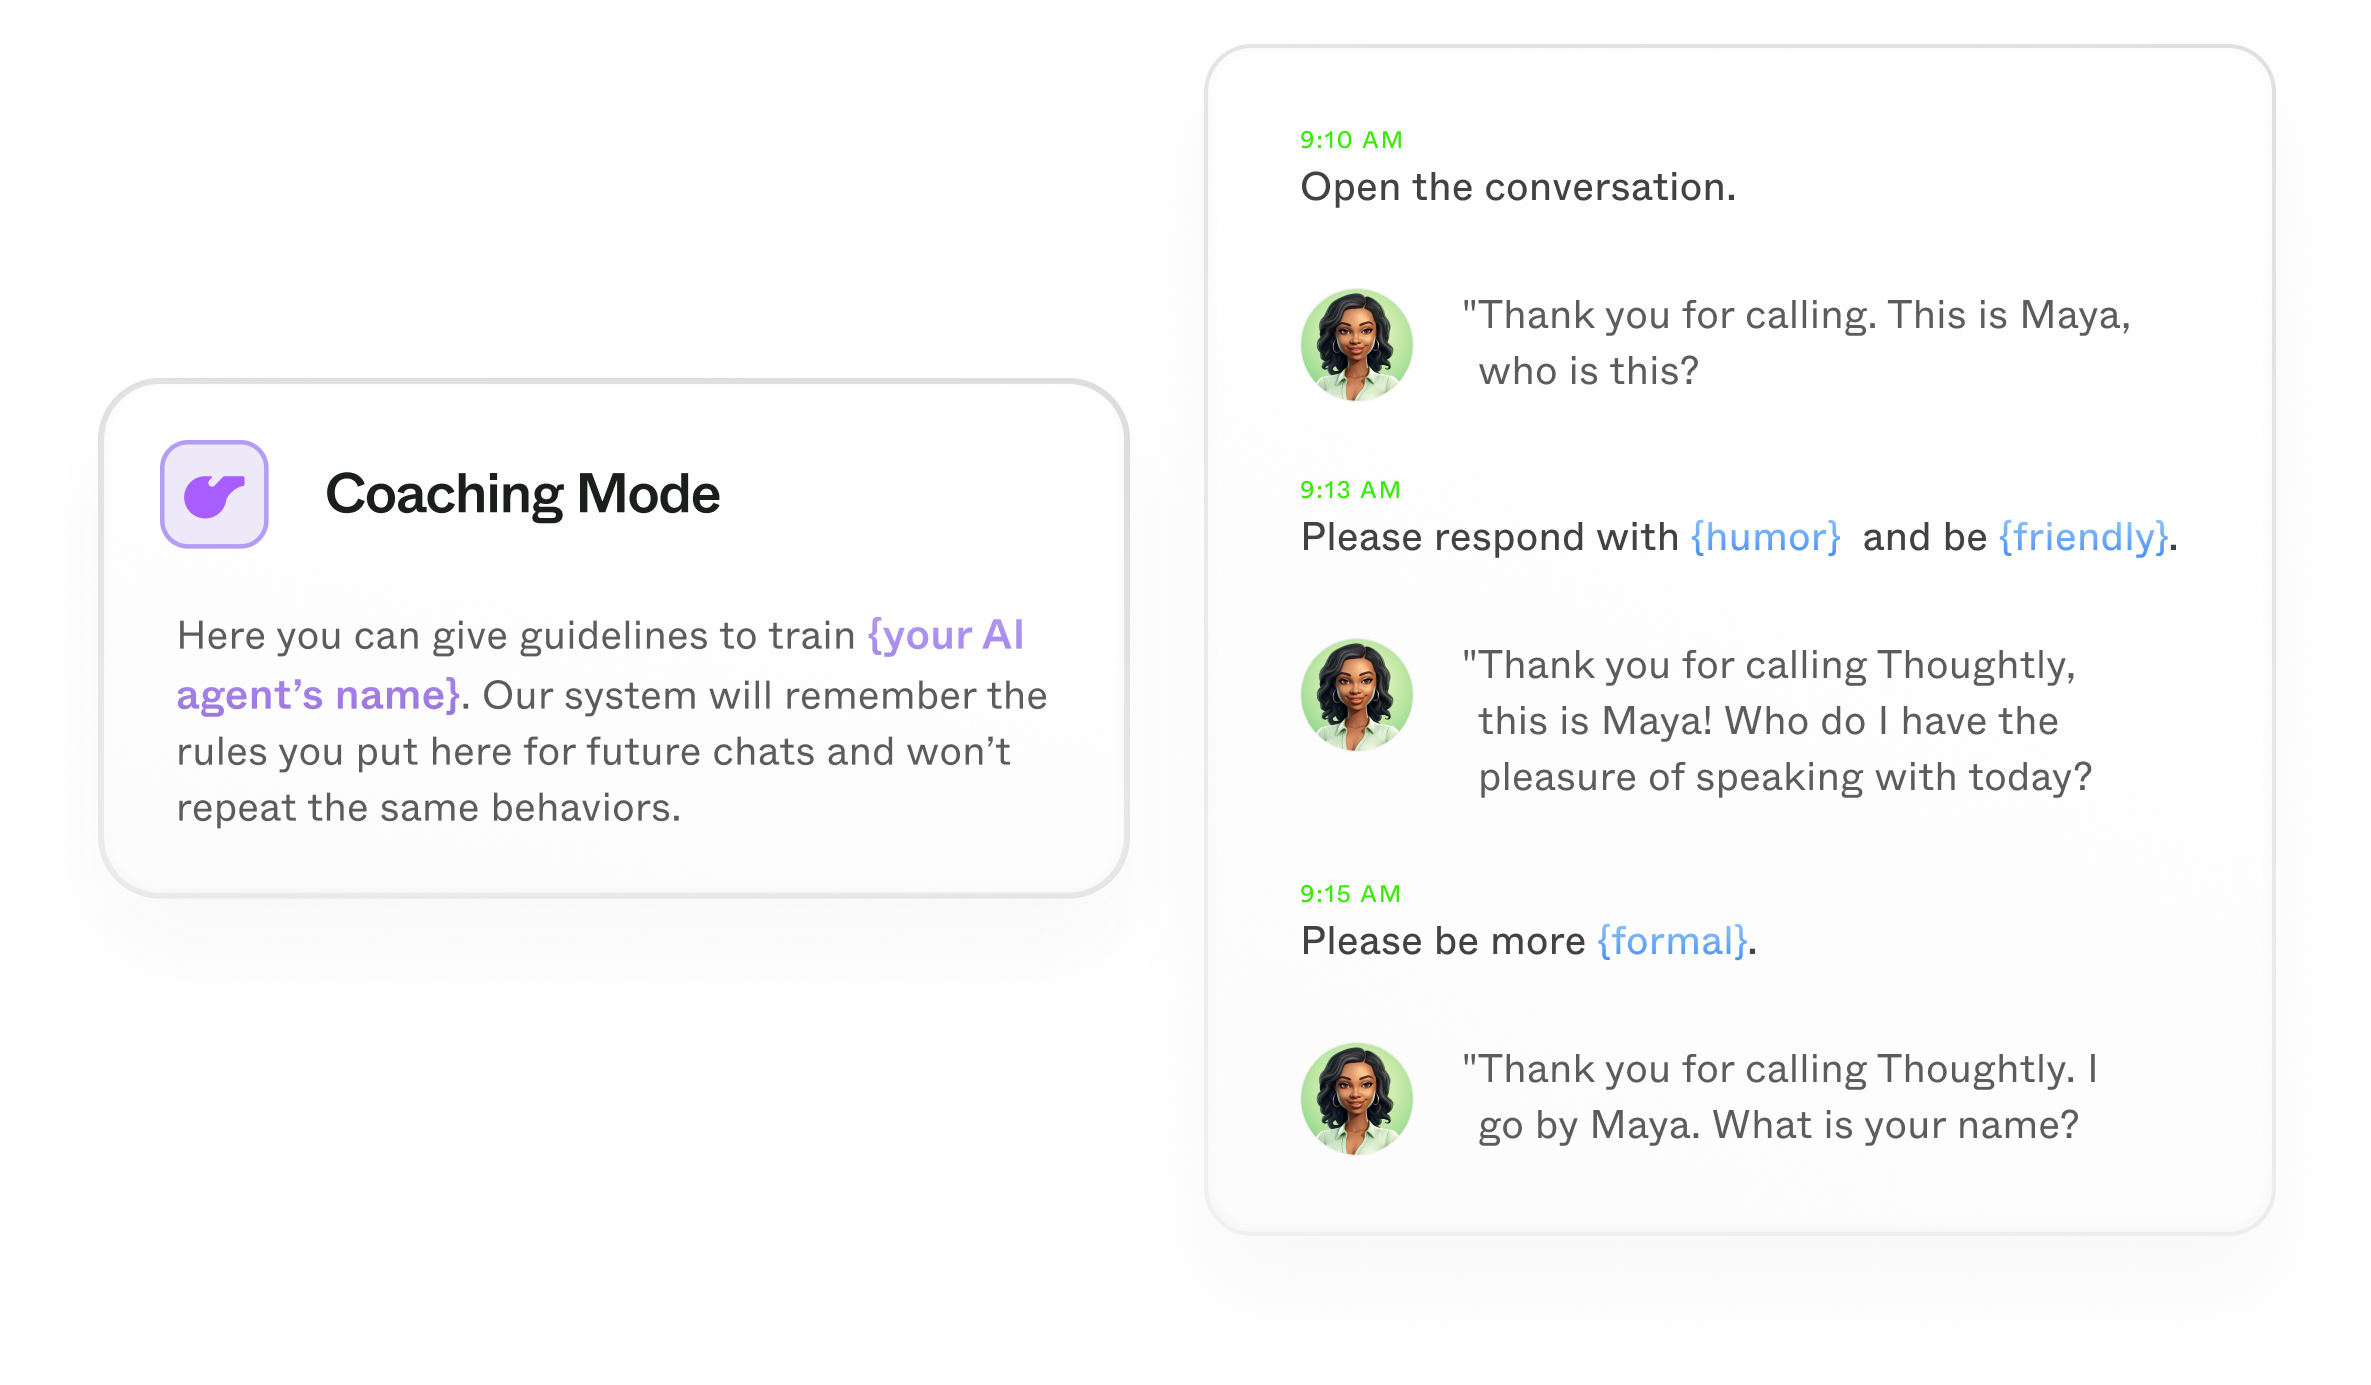 Coaching Mode
Here you can give guidelines to train {your AI
agent’s name}. Our system will remember the
rules you put here for future chats and won’t
repeat the same behaviors.
9:10 AM
Open the conversation.
"Thank you for calling. This is Maya,
who is this?
9:13 AM
Please respond with {humor} and be {friendly}.
"Thank you for calling Thoughtly,
this is Maya! Who do I have the
pleasure of speaking with today?
9:15 AM
Please be more {formal}.
"Thank you for calling Thoughtly. I
go by Maya. What is your name?